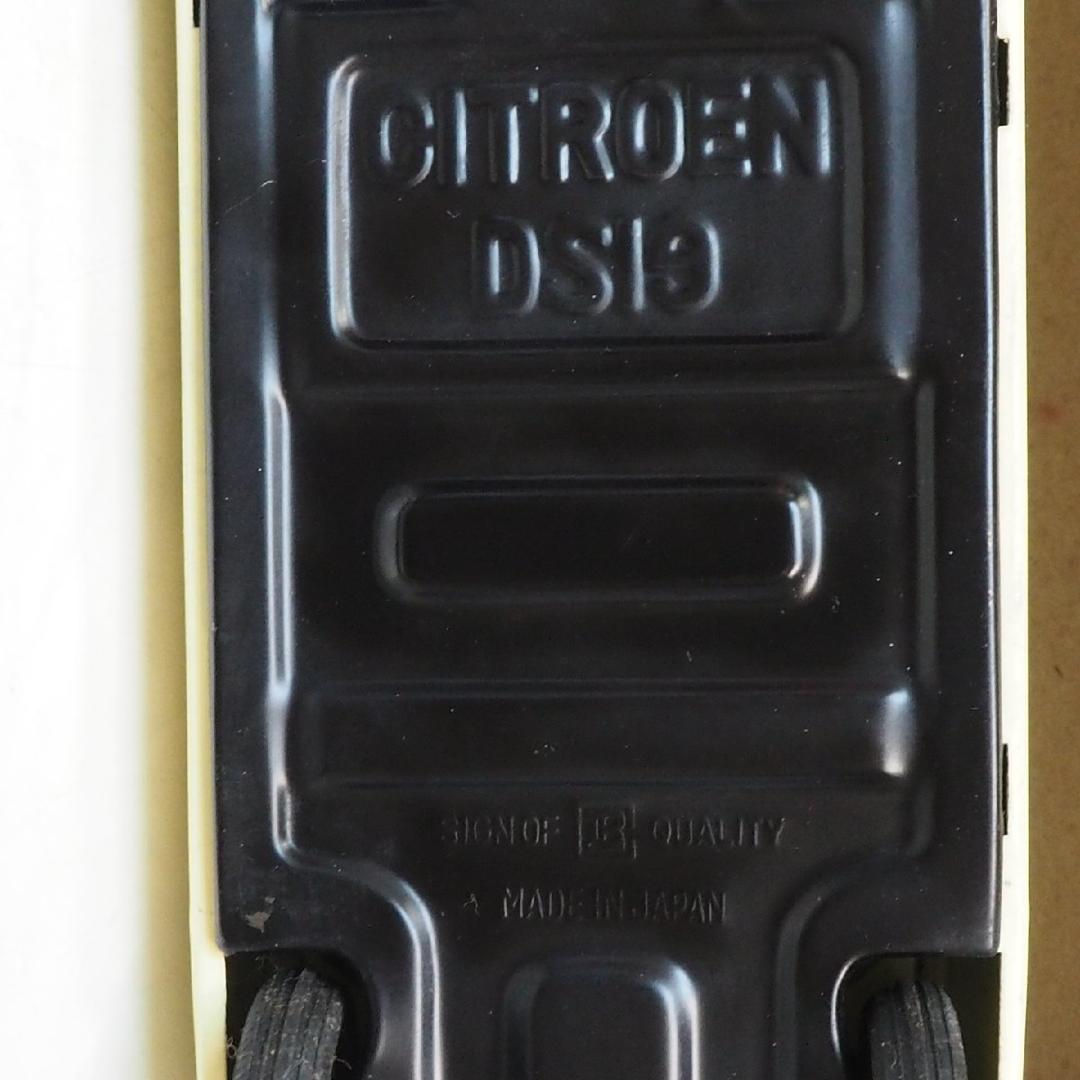 CITROEN
DS19
SIGN OF B QUALITY
MADE IN JAPAN